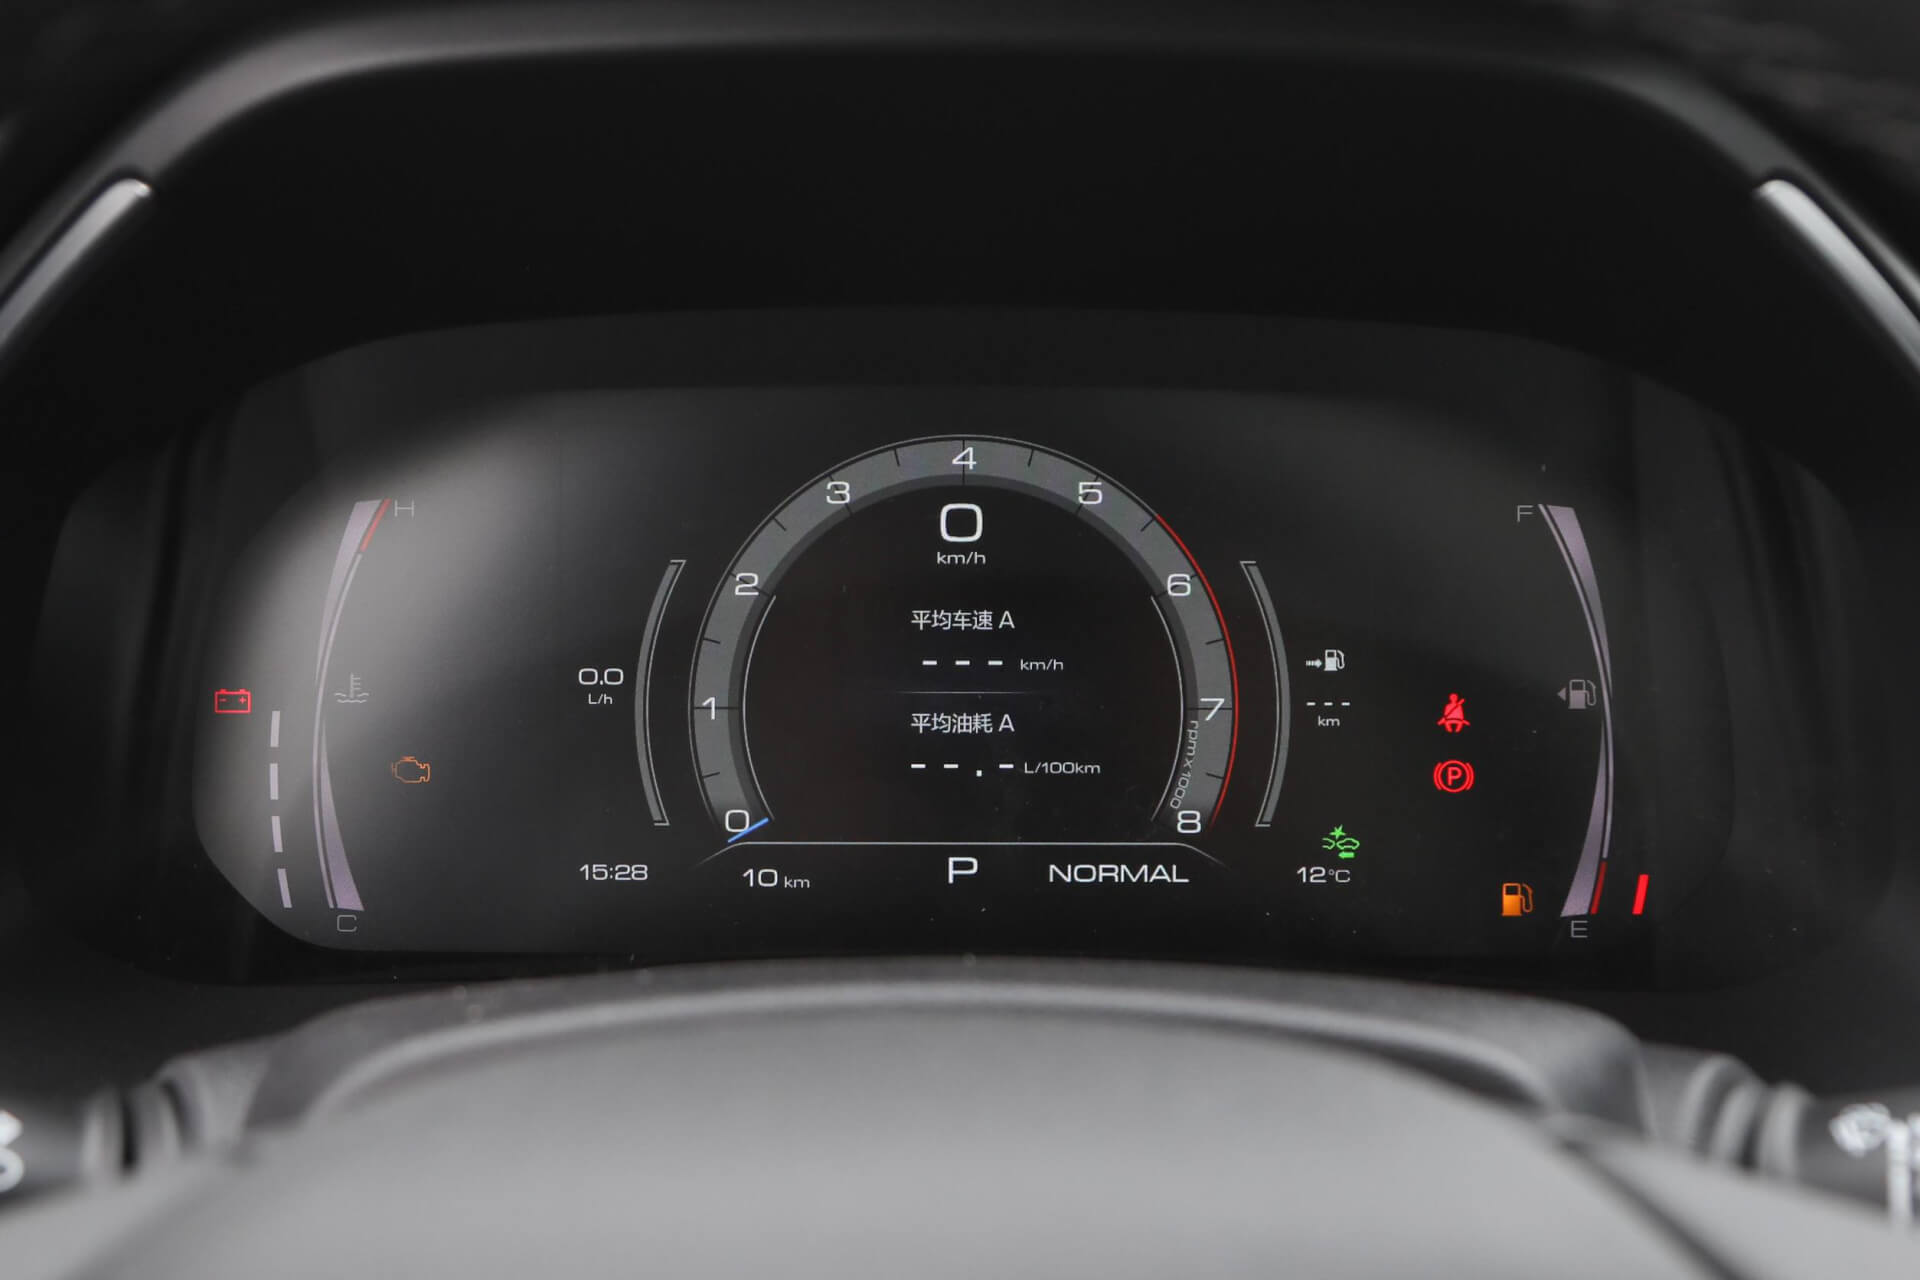 H
F
4
3
5
0
km/h
2
6
平均车速 A
- - - km/h
0.0
L/h
- - -
km
1
7
平均油耗 A
- - . - L/100km
rpm x 1000
P
0
8
15:28
10 km
P
NORMAL
12°C
C
E